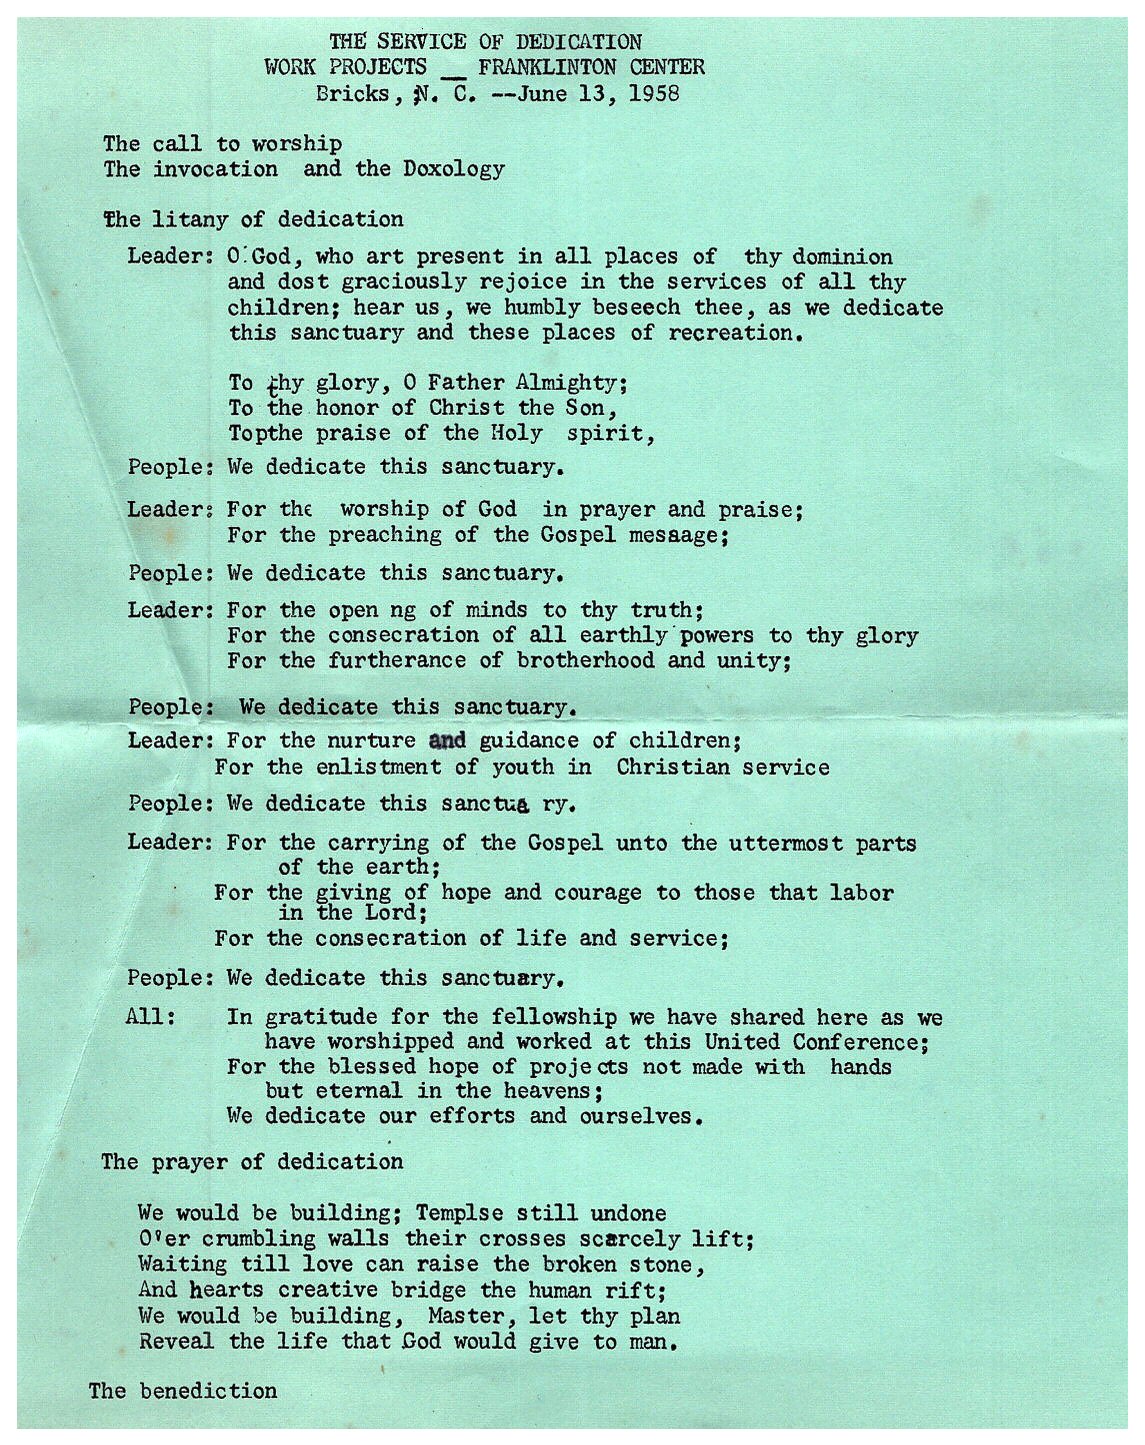 THE SERVICE OF DEDICATION
WORK PROJECTS __ FRANKLINTON CENTER
Bricks, N. C. --June 13, 1958
The call to worship
The invocation  and the Doxology
The litany of dedication
Leader: O God, who art present in all places of  thy dominion
and dost graciously rejoice in the services of all thy
children; hear us, we humbly beseech thee, as we dedicate
this sanctuary and these places of recreation.
To thy glory, O Father Almighty;
To the honor of Christ the Son,
Topthe praise of the Holy  spirit,
People: We dedicate this sanctuary.
Leader: For the  worship of God  in prayer and praise;
For the preaching of the Gospel mesaage;
People: We dedicate this sanctuary.
Leader: For the open ng of minds to thy truth;
For the consecration of all earthly powers to thy glory
For the furtherance of brotherhood and unity;
People:  We dedicate this sanctuary.
Leader: For the nurture and guidance of children;
For the enlistment of youth in  Christian service
People: We dedicate this sanctua ry.
Leader: For the carrying of the Gospel unto the uttermost parts
of the earth;
For the giving of hope and courage to those that labor
in the Lord;
For the consecration of life and service;
People: We dedicate this sanctuary.
All:    In gratitude for the fellowship we have shared here as we
have worshipped and worked at this United Conference;
For the blessed hope of projects not made with  hands
but eternal in the heavens;
We dedicate our efforts and ourselves.
The prayer of dedication
We would be building; Templse still undone
O'er crumbling walls their crosses scarcely lift;
Waiting till love can raise the broken stone,
And hearts creative bridge the human rift;
We would be building,  Master, let thy plan
Reveal the life that God would give to man.
The benediction